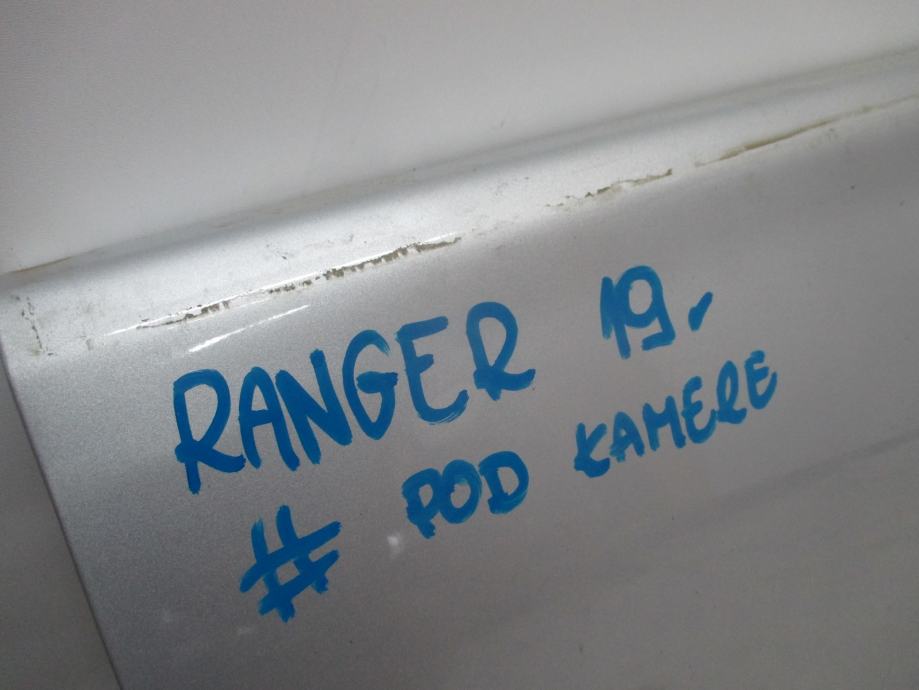 RANGER 19-
# POD KAMERE